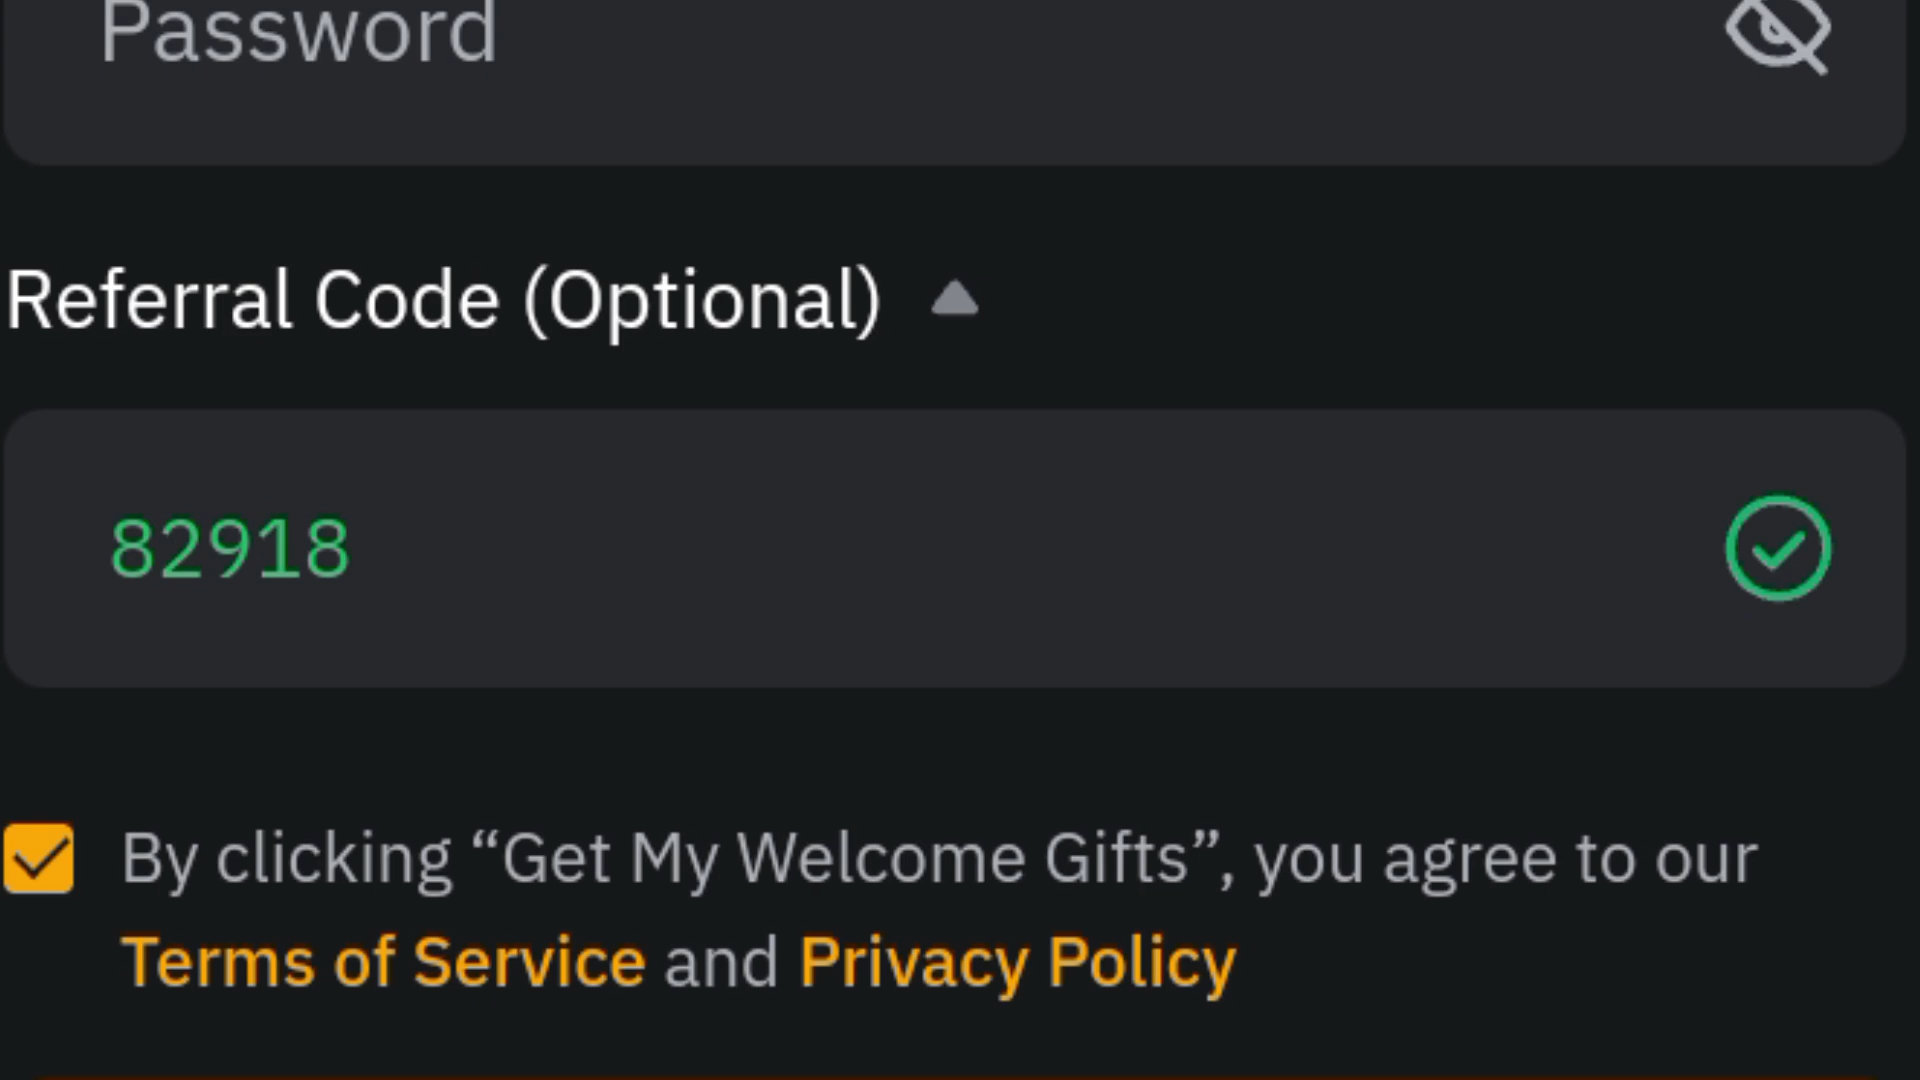 Password
Referral Code (Optional)
82918
By clicking “Get My Welcome Gifts”, you agree to our
Terms of Service and Privacy Policy